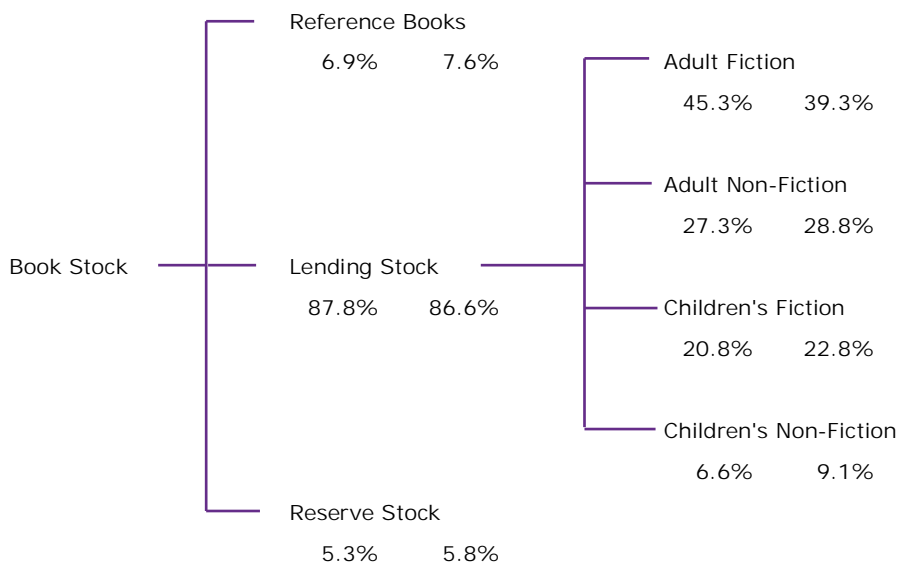 Reference Books
6.9% 7.6%
Adult Fiction
45.3% 39.3%
Adult Non-Fiction
27.3% 28.8%
Book Stock
Lending Stock
87.8% 86.6%
Children's Fiction
20.8% 22.8%
Children's Non-Fiction
6.6% 9.1%
Reserve Stock
5.3% 5.8%